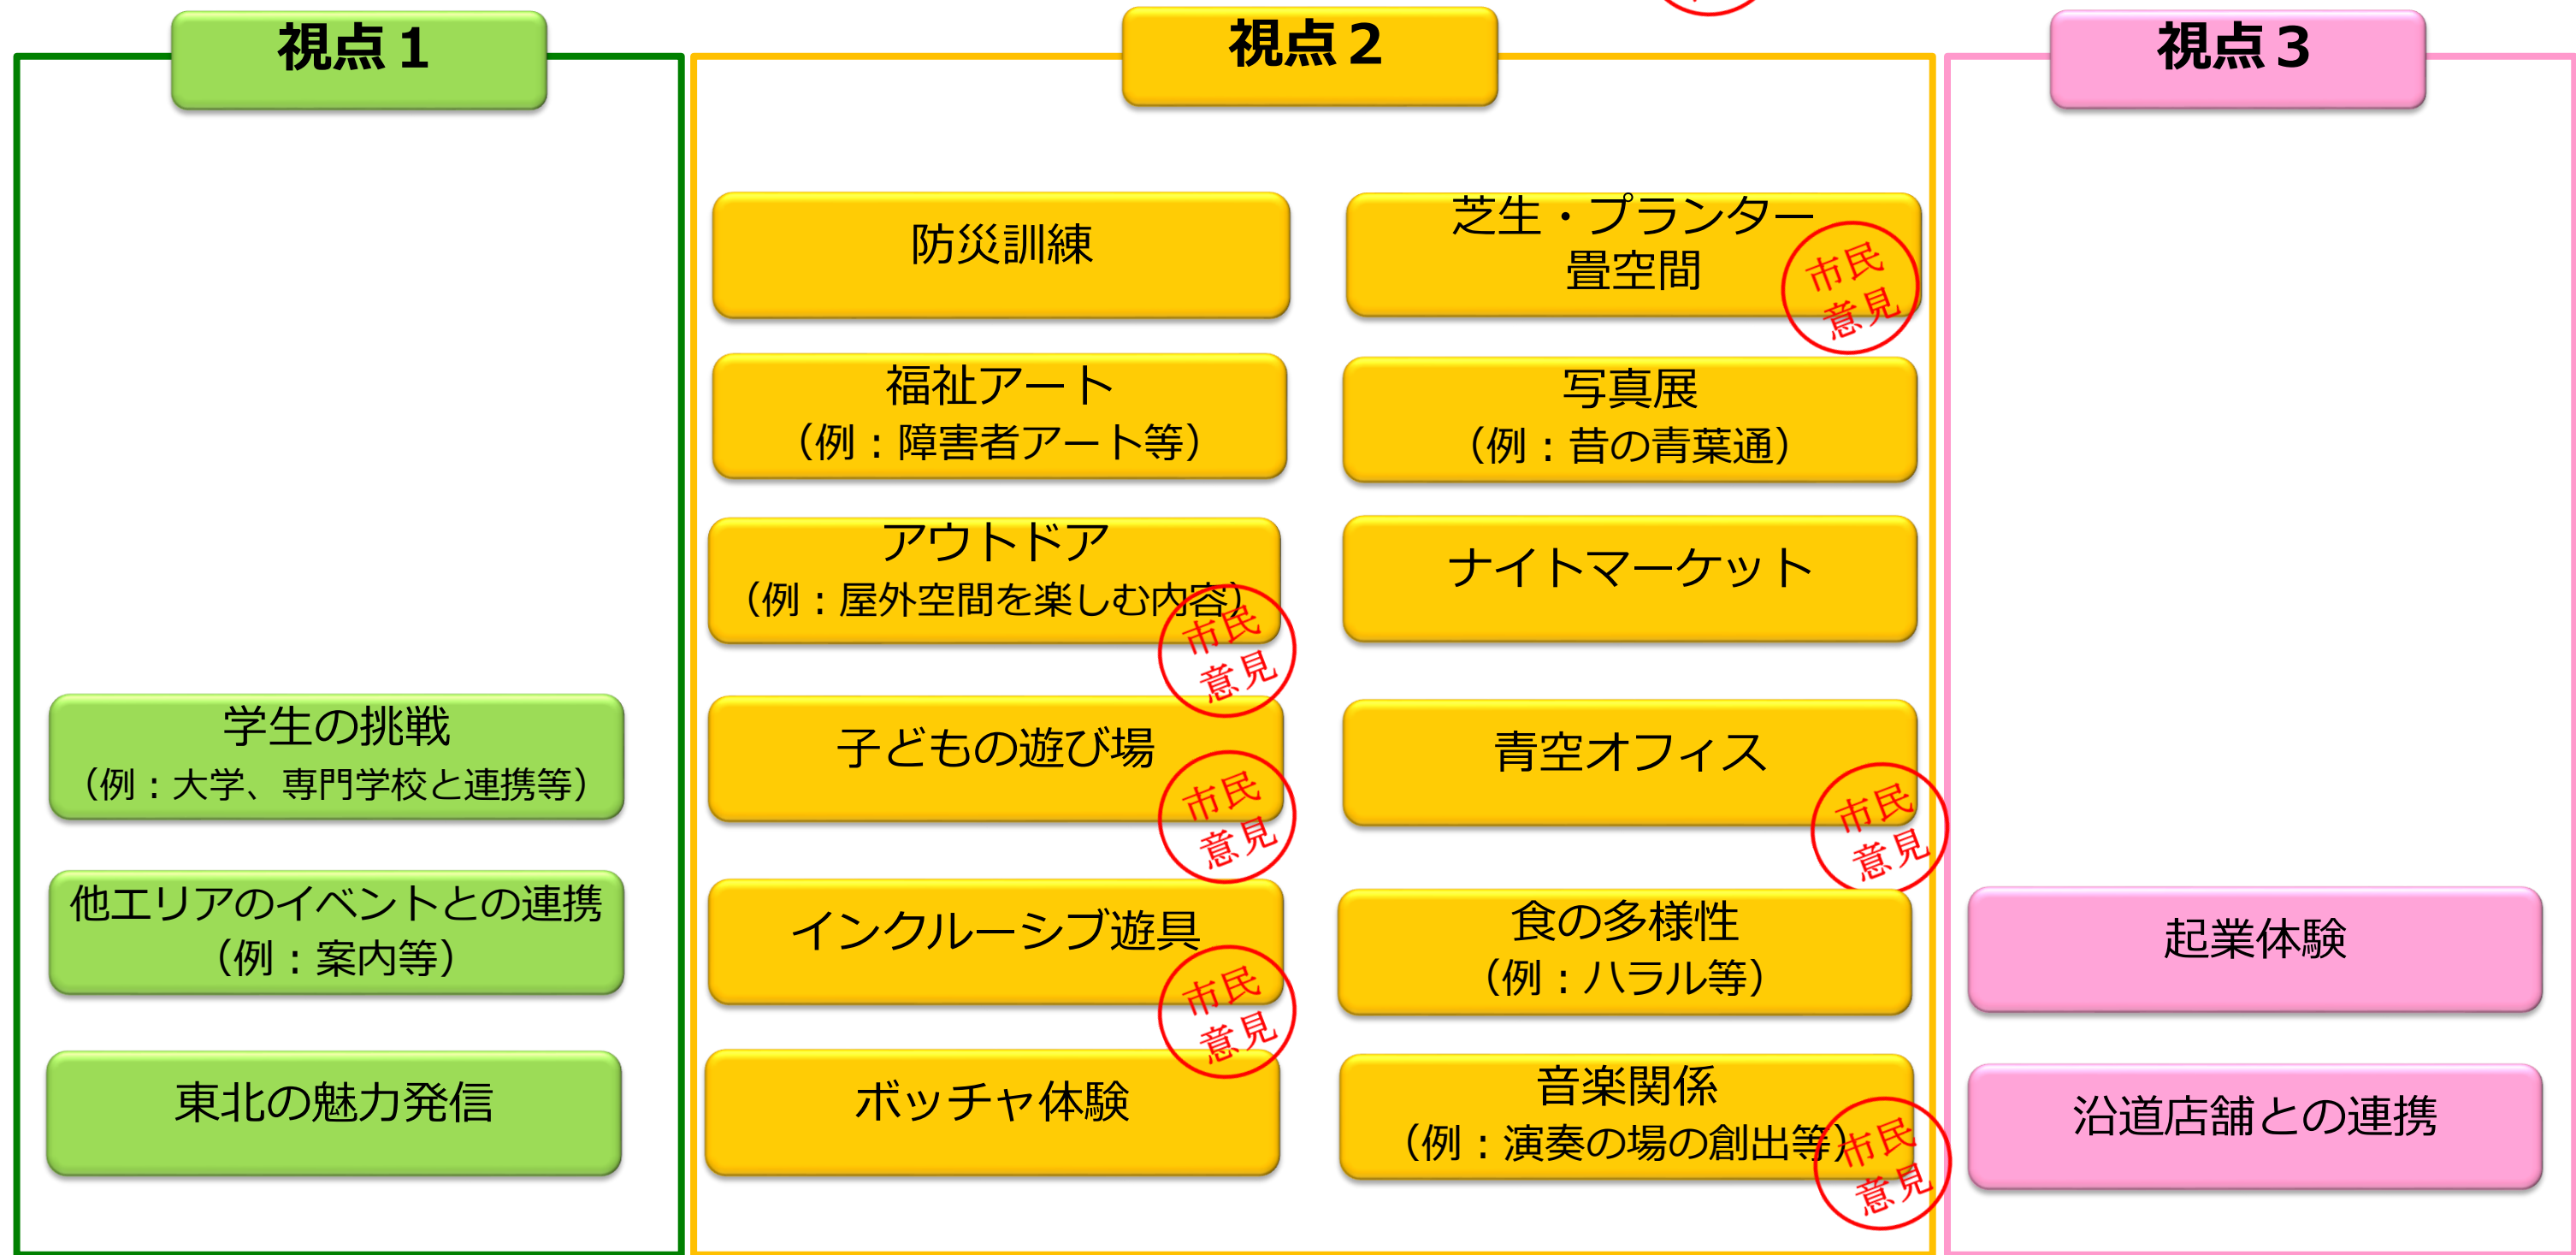 視点１
学生の挑戦
（例：大学、専門学校と連携等）
他エリアのイベントとの連携
（例：案内等）
東北の魅力発信
視点２
防災訓練
福祉アート
（例：障害者アート等）
アウトドア
（例：屋外空間を楽しむ内容）
市民
意見
子どもの遊び場
市民
意見
インクルーシブ遊具
市民
意見
ボッチャ体験
芝生・プランター
畳空間
市民
意見
写真展
（例：昔の青葉通）
ナイトマーケット
青空オフィス
市民
意見
食の多様性
（例：ハラル等）
音楽関係
（例：演奏の場の創出等）
市民
意見
視点３
起業体験
沿道店舗との連携